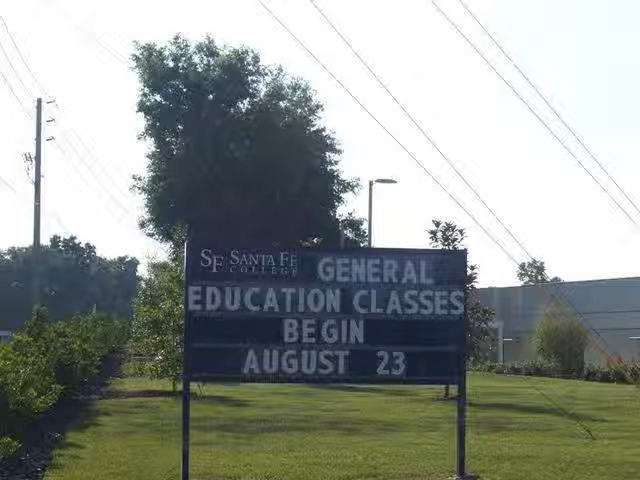 SF SANTA FE
COLLEGE
GENERAL
EDUCATION CLASSES
BEGIN
AUGUST 23